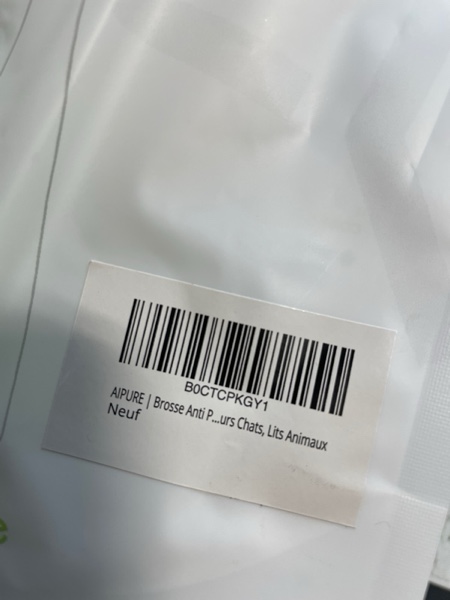 B0CTCPKGY1
AIPURE | Brosse Anti P...urs Chats, Lits Animaux
Neuf